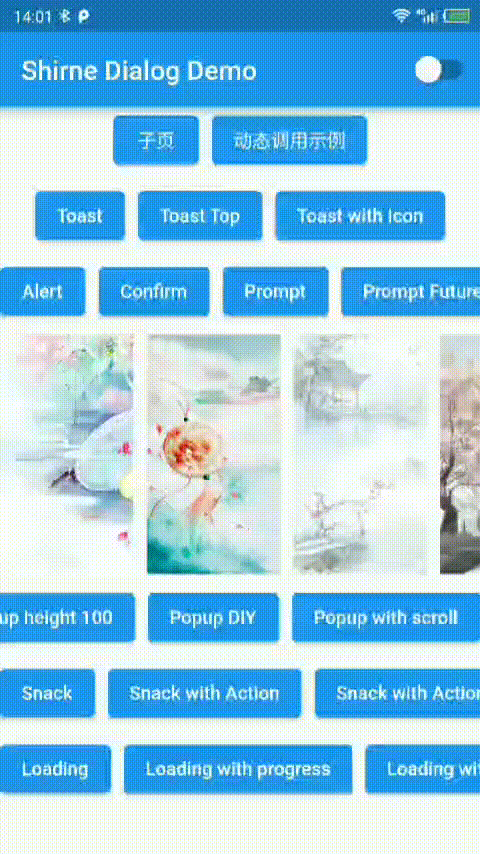 14:01
Shirne Dialog Demo
子页 动态调用示例
Toast Toast Top Toast with Icon
Alert Confirm Prompt Prompt Future
up height 100 Popup DIY Popup with scroll
Snack Snack with Action Snack with Action
Loading Loading with progress Loading wit